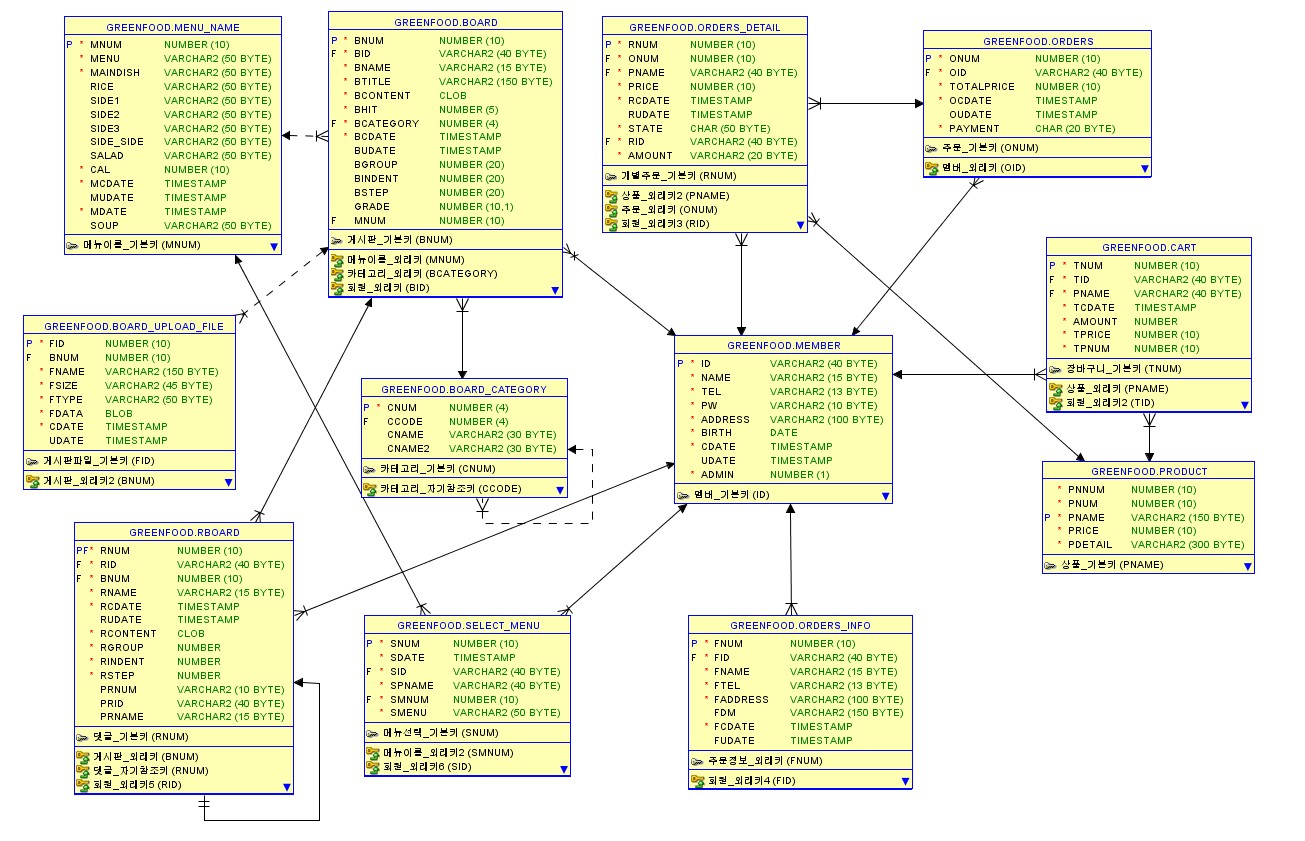 GREENFOOD.MENU_NAME
P * MNUM NUMBER (10)
* MENU VARCHAR2 (50 BYTE)
* MAINDISH VARCHAR2 (50 BYTE)
RICE VARCHAR2 (50 BYTE)
SIDE1 VARCHAR2 (50 BYTE)
SIDE2 VARCHAR2 (50 BYTE)
SIDE3 VARCHAR2 (50 BYTE)
SIDE_SIDE VARCHAR2 (50 BYTE)
SALAD VARCHAR2 (50 BYTE)
* CAL NUMBER (10)
* MCDATE TIMESTAMP
MUDATE TIMESTAMP
* MDATE TIMESTAMP
SOUP VARCHAR2 (50 BYTE)
메뉴이름_기본키 (MNUM)
GREENFOOD.BOARD
P * BNUM NUMBER (10)
F * BID VARCHAR2 (40 BYTE)
* BNAME VARCHAR2 (15 BYTE)
* BTITLE VARCHAR2 (150 BYTE)
* BCONTENT CLOB
* BHIT NUMBER (5)
F * BCATEGORY NUMBER (4)
* BCDATE TIMESTAMP
BUDATE TIMESTAMP
BGROUP NUMBER (20)
BINDENT NUMBER (20)
BSTEP NUMBER (20)
GRADE NUMBER (10,1)
F MNUM NUMBER (10)
게시판_기본키 (BNUM)
메뉴이름_외래키 (MNUM)
카테고리_외래키 (BCATEGORY)
회원_외래키 (BID)
GREENFOOD.ORDERS_DETAIL
P * RNUM NUMBER (10)
F * ONUM NUMBER (10)
F * PNAME VARCHAR2 (40 BYTE)
* PRICE NUMBER (10)
* RCDATE TIMESTAMP
RUDATE TIMESTAMP
* STATE CHAR (50 BYTE)
F * RID VARCHAR2 (40 BYTE)
* AMOUNT VARCHAR2 (20 BYTE)
개별주문_기본키 (RNUM)
상품_외래키2 (PNAME)
주문_외래키 (ONUM)
회원_외래키3 (RID)
GREENFOOD.ORDERS
P * ONUM NUMBER (10)
F * OID VARCHAR2 (40 BYTE)
* TOTALPRICE NUMBER (10)
* OCDATE TIMESTAMP
OUDATE TIMESTAMP
* PAYMENT CHAR (20 BYTE)
주문_기본키 (ONUM)
멤버_외래키 (OID)
GREENFOOD.CART
P * TNUM NUMBER (10)
F * TID VARCHAR2 (40 BYTE)
F * PNAME VARCHAR2 (40 BYTE)
* TCDATE TIMESTAMP
* AMOUNT NUMBER
* TPRICE NUMBER (10)
* TPNUM NUMBER (10)
장바구니_기본키 (TNUM)
상품_외래키 (PNAME)
회원_외래키2 (TID)
GREENFOOD.BOARD_UPLOAD_FILE
P * FID NUMBER (10)
F BNUM NUMBER (10)
* FNAME VARCHAR2 (150 BYTE)
* FSIZE VARCHAR2 (45 BYTE)
* FTYPE VARCHAR2 (50 BYTE)
* FDATA BLOB
* CDATE TIMESTAMP
UDATE TIMESTAMP
게시판파일_기본키 (FID)
게시판_외래키2 (BNUM)
GREENFOOD.BOARD_CATEGORY
P * CNUM NUMBER (4)
F CCODE NUMBER (4)
CNAME VARCHAR2 (30 BYTE)
CNAME2 VARCHAR2 (30 BYTE)
카테고리_기본키 (CNUM)
카테고리_자기참조키 (CCODE)
GREENFOOD.MEMBER
P * ID VARCHAR2 (40 BYTE)
* NAME VARCHAR2 (15 BYTE)
* TEL VARCHAR2 (13 BYTE)
* PW VARCHAR2 (10 BYTE)
* ADDRESS VARCHAR2 (100 BYTE)
* BIRTH DATE
* CDATE TIMESTAMP
UDATE TIMESTAMP
* ADMIN NUMBER (1)
멤버_기본키 (ID)
GREENFOOD.PRODUCT
* PNNUM NUMBER (10)
* PNUM NUMBER (10)
P * PNAME VARCHAR2 (150 BYTE)
* PRICE NUMBER (10)
* PDETAIL VARCHAR2 (300 BYTE)
상품_기본키 (PNAME)
GREENFOOD.RBOARD
PF* RNUM NUMBER (10)
F * RID VARCHAR2 (40 BYTE)
F * BNUM NUMBER (10)
* RNAME VARCHAR2 (15 BYTE)
* RCDATE TIMESTAMP
RUDATE TIMESTAMP
* RCONTENT CLOB
* RGROUP NUMBER
* RINDENT NUMBER
* RSTEP NUMBER
PRNUM VARCHAR2 (10 BYTE)
PRID VARCHAR2 (40 BYTE)
PRNAME VARCHAR2 (15 BYTE)
댓글_기본키 (RNUM)
게시판_외래키 (BNUM)
댓글_자기참조키 (RNUM)
회원_외래키5 (RID)
GREENFOOD.SELECT_MENU
P * SNUM NUMBER (10)
* SDATE TIMESTAMP
F * SID VARCHAR2 (40 BYTE)
* SPNAME VARCHAR2 (40 BYTE)
F * SMNUM NUMBER (10)
* SMENU VARCHAR2 (50 BYTE)
메뉴선택_기본키 (SNUM)
메뉴이름_외래키2 (SMNUM)
회원_외래키6 (SID)
GREENFOOD.ORDERS_INFO
P * FNUM NUMBER (10)
F * FID VARCHAR2 (40 BYTE)
* FNAME VARCHAR2 (15 BYTE)
* FTEL VARCHAR2 (13 BYTE)
* FADDRESS VARCHAR2 (100 BYTE)
FDM VARCHAR2 (150 BYTE)
* FCDATE TIMESTAMP
FUDATE TIMESTAMP
주문정보_외래키 (FNUM)
회원_외래키4 (FID)